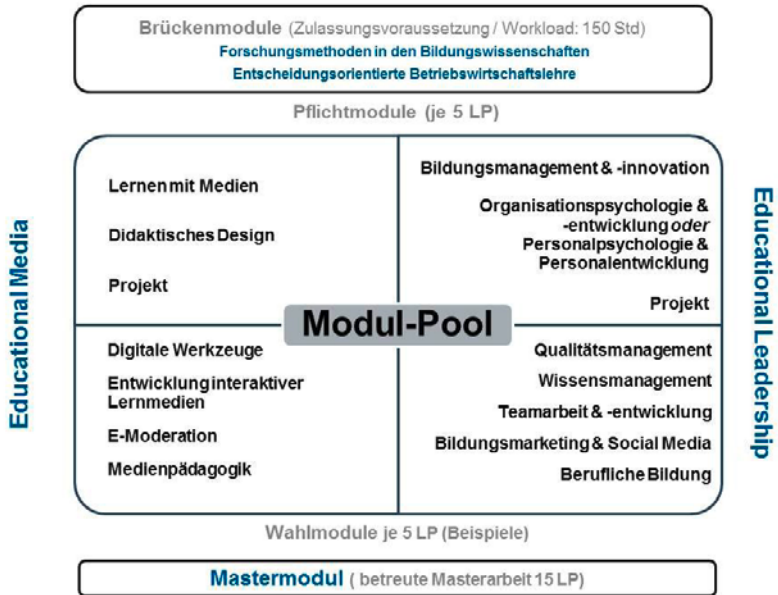 Brückenmodule (Zulassungsvoraussetzung / Workload: 150 Std)
Forschungsmethoden in den Bildungswissenschaften
Entscheidungsorientierte Betriebswirtschaftslehre
Pflichtmodule (je 5 LP)
Educational Media
Lernen mit Medien
Didaktisches Design
Projekt
Bildungsmanagement & -innovation
Organisationspsychologie &
-entwicklung oder
Personalpsychologie &
Personalentwicklung
Projekt
Educational Leadership
Modul-Pool
Digitale Werkzeuge
Entwicklung interaktiver
Lernmedien
E-Moderation
Medienpädagogik
Qualitätsmanagement
Wissensmanagement
Teamarbeit & -entwicklung
Bildungsmarketing & Social Media
Berufliche Bildung
Wahlmodule je 5 LP (Beispiele)
Mastermodul ( betreute Masterarbeit 15 LP)